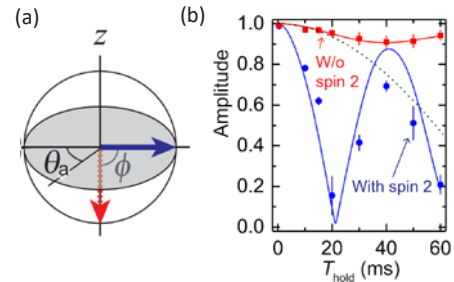 (a)
z
θa
ϕ
(b)
Amplitude
1.0
0.8
0.6
0.4
0.2
0.0
W/o
spin 2
With spin 2
0 20 40 60
Thold (ms)